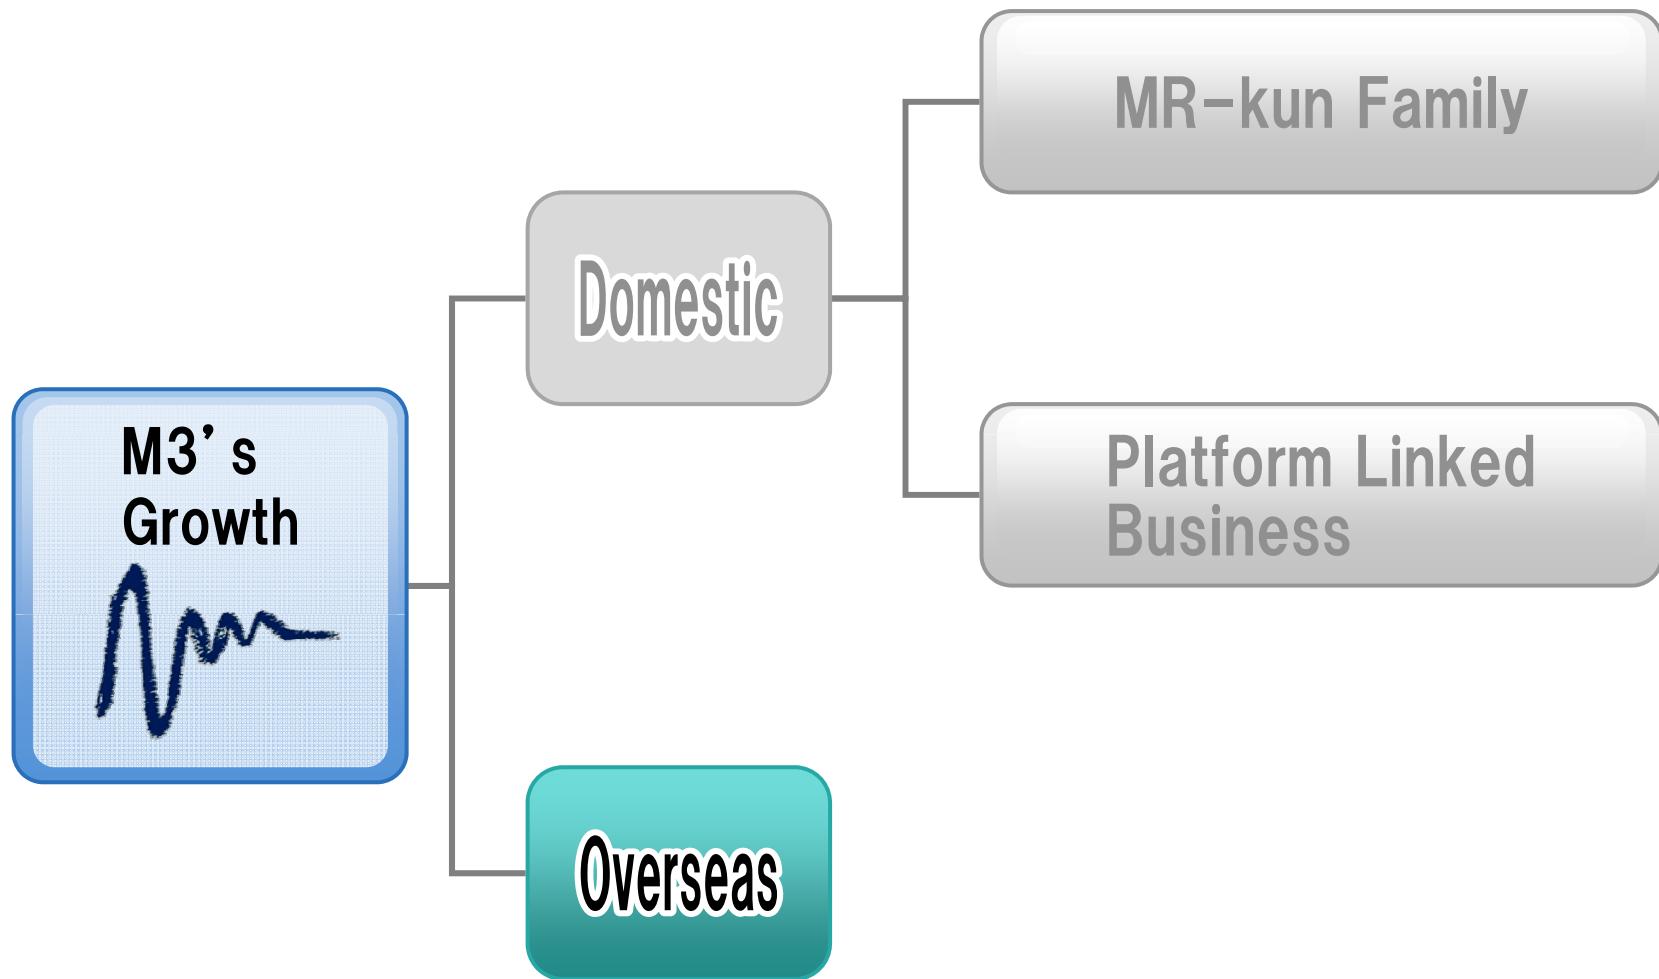 MR-kun Family
Domestic
M3's
Growth
Platform Linked
Business
Overseas